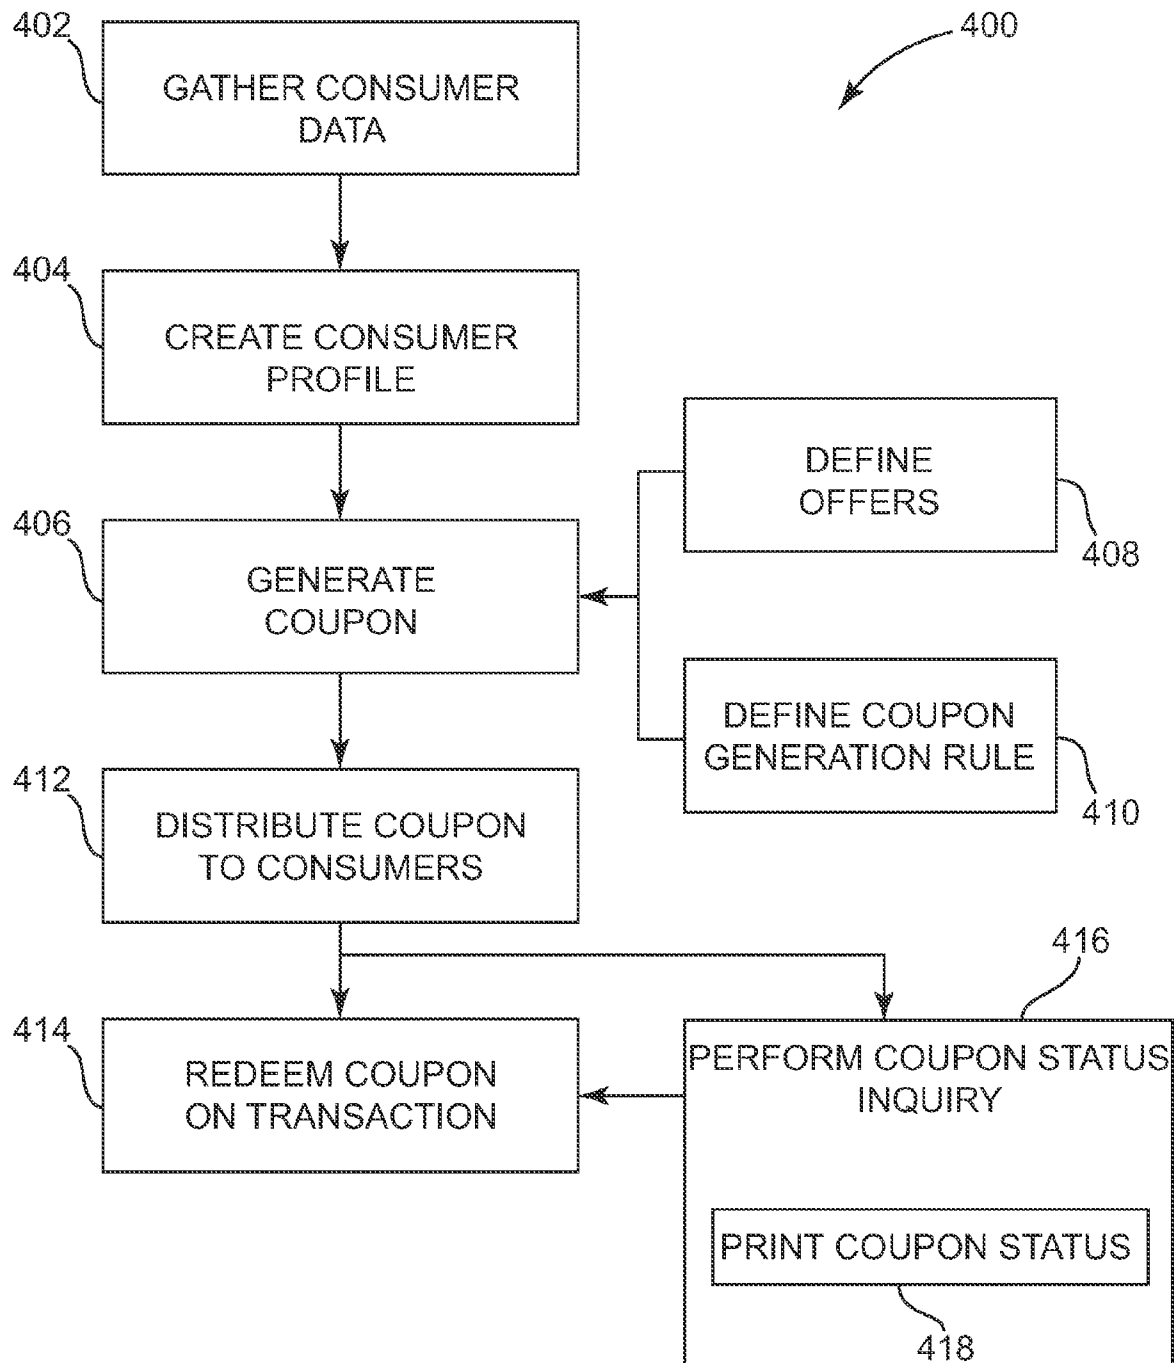 402
400
GATHER CONSUMER
DATA
404
CREATE CONSUMER
PROFILE
406
GENERATE
COUPON
DEFINE
OFFERS
408
DEFINE COUPON
GENERATION RULE
410
412
DISTRIBUTE COUPON
TO CONSUMERS
414
REDEEM COUPON
ON TRANSACTION
416
PERFORM COUPON STATUS
INQUIRY
PRINT COUPON STATUS
418